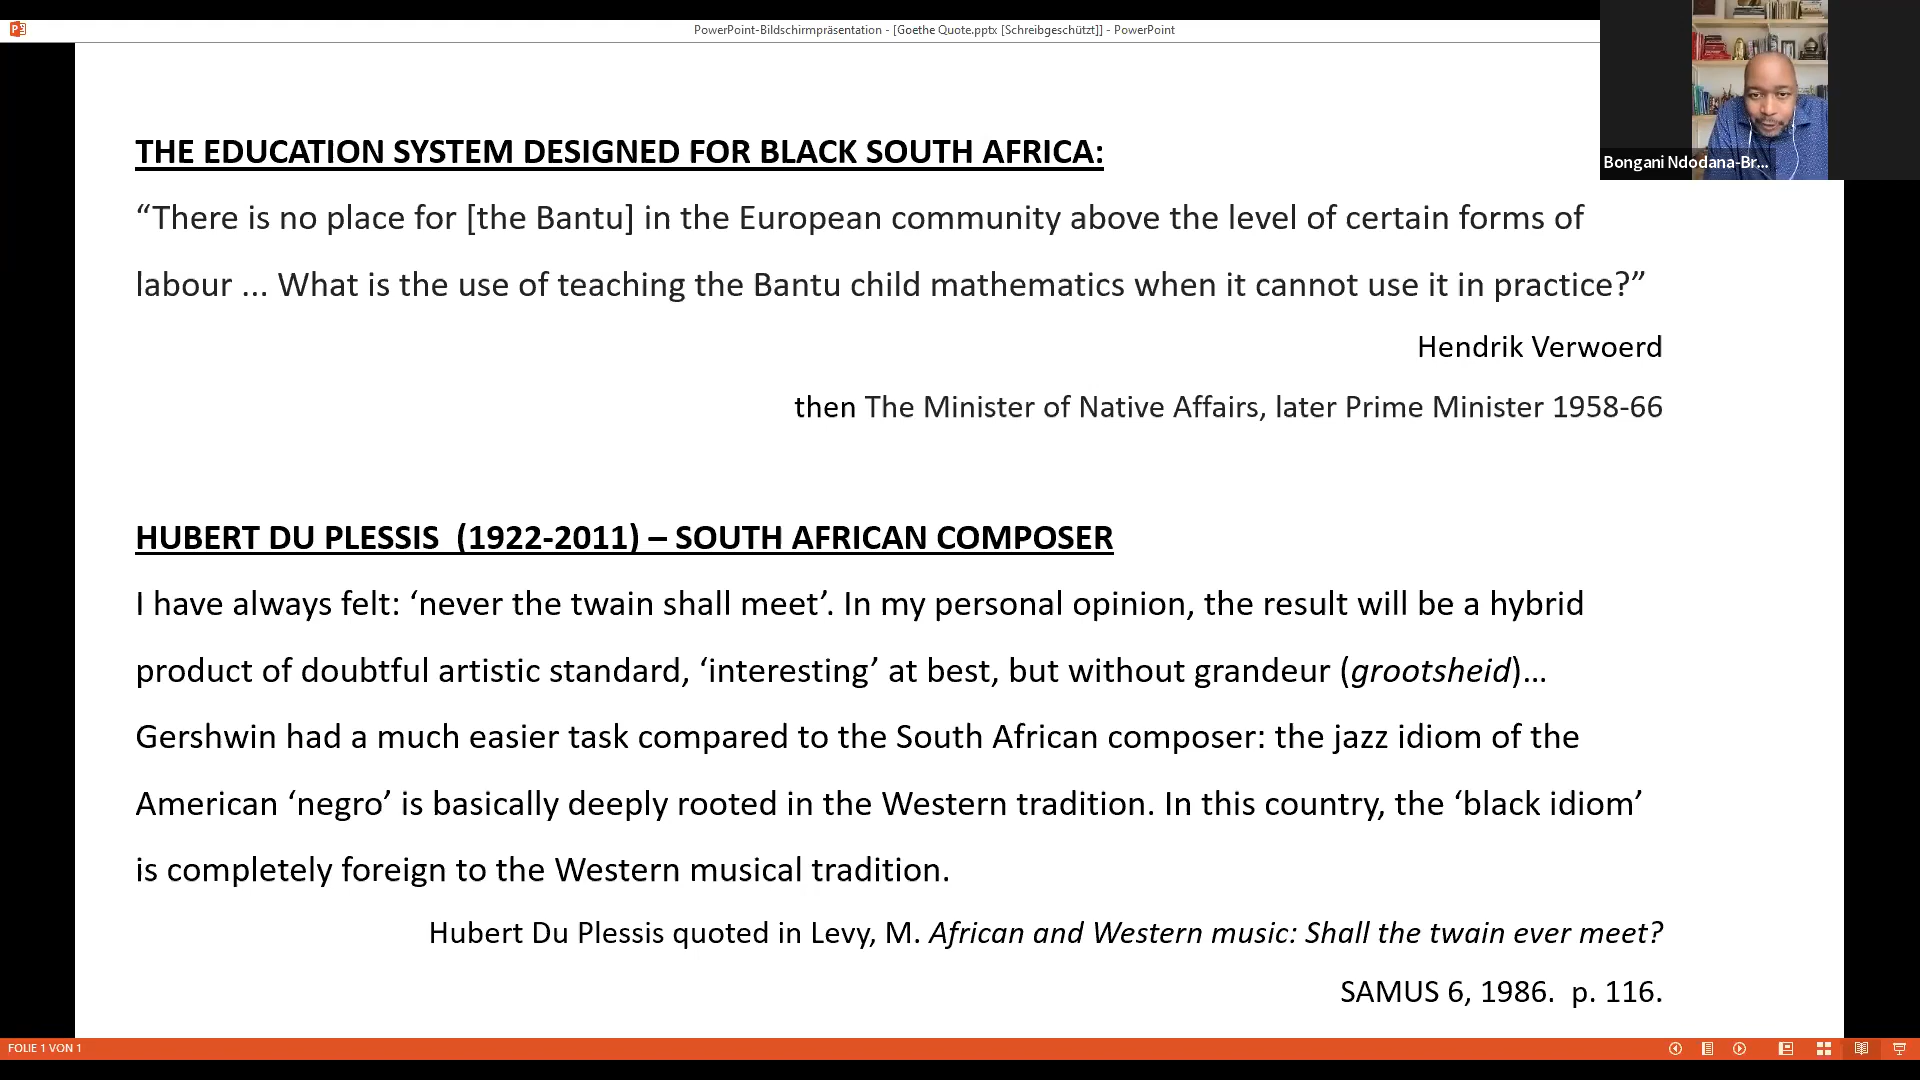 PowerPoint-Bildschirmpräsentation - [Goethe Quote.pptx [Schreibgeschützt]] - PowerPoint
Bongani Ndodana-Br...
THE EDUCATION SYSTEM DESIGNED FOR BLACK SOUTH AFRICA:
“There is no place for [the Bantu] in the European community above the level of certain forms of
labour ... What is the use of teaching the Bantu child mathematics when it cannot use it in practice?”
Hendrik Verwoerd
then The Minister of Native Affairs, later Prime Minister 1958-66
HUBERT DU PLESSIS  (1922-2011) – SOUTH AFRICAN COMPOSER
I have always felt: ‘never the twain shall meet’. In my personal opinion, the result will be a hybrid
product of doubtful artistic standard, ‘interesting’ at best, but without grandeur (grootsheid)…
Gershwin had a much easier task compared to the South African composer: the jazz idiom of the
American ‘negro’ is basically deeply rooted in the Western tradition. In this country, the ‘black idiom’
is completely foreign to the Western musical tradition.
Hubert Du Plessis quoted in Levy, M. African and Western music: Shall the twain ever meet?
SAMUS 6, 1986.  p. 116.
FOLIE 1 VON 1